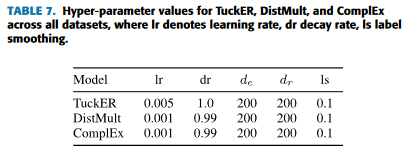 TABLE 7. Hyper-parameter values for TuckER, DistMult, and ComplEx
across all datasets, where lr denotes learning rate, dr decay rate, ls label
smoothing.
Model lr dr dₑ dᵣ ls
TuckER 0.005 1.0 200 200 0.1
DistMult 0.001 0.99 200 200 0.1
ComplEx 0.001 0.99 200 200 0.1